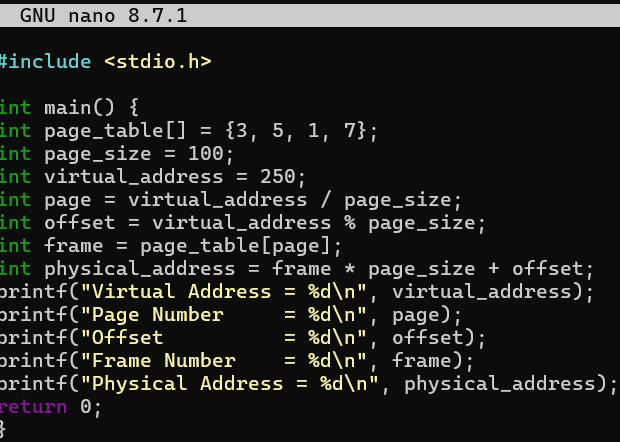 GNU nano 8.7.1
#include <stdio.h>
int main() {
int page_table[] = {3, 5, 1, 7};
int page_size = 100;
int virtual_address = 250;
int page = virtual_address / page_size;
int offset = virtual_address % page_size;
int frame = page_table[page];
int physical_address = frame * page_size + offset;
printf("Virtual Address = %d\n", virtual_address);
printf("Page Number     = %d\n", page);
printf("Offset          = %d\n", offset);
printf("Frame Number    = %d\n", frame);
printf("Physical Address = %d\n", physical_address);
return 0;
}